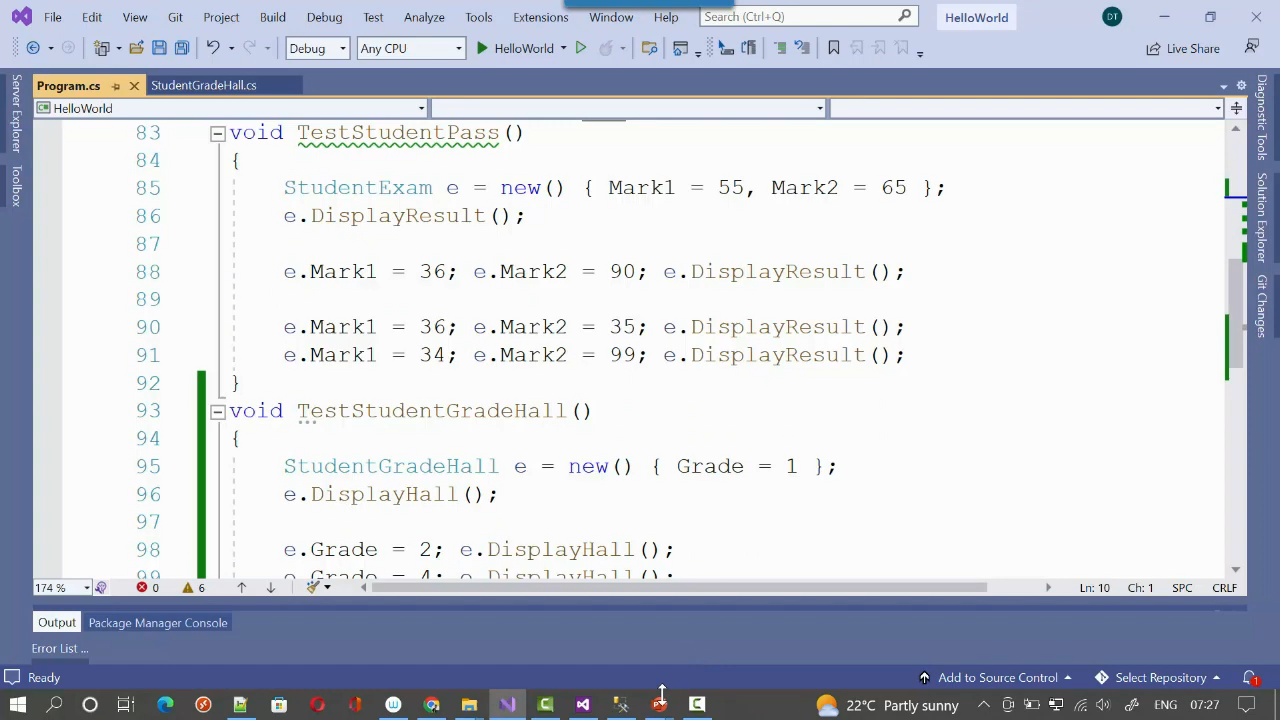 File Edit View Git Project Build Debug Test Analyze Tools Extensions Window Help Search (Ctrl+Q) HelloWorld DT
Debug Any CPU HelloWorld Live Share
Program.cs StudentGradeHall.cs
HelloWorld
83 void TestStudentPass()
84 {
85 StudentExam e = new() { Mark1 = 55, Mark2 = 65 };
86 e.DisplayResult();
87
88 e.Mark1 = 36; e.Mark2 = 90; e.DisplayResult();
89
90 e.Mark1 = 36; e.Mark2 = 35; e.DisplayResult();
91 e.Mark1 = 34; e.Mark2 = 99; e.DisplayResult();
92 }
93 void TestStudentGradeHall()
94 {
95 StudentGradeHall e = new() { Grade = 1 };
96 e.DisplayHall();
97
98 e.Grade = 2; e.DisplayHall();
99 e.Grade = 4; e.DisplayHall();
174 % 0 6 Ln: 10 Ch: 1 SPC CRLF
Output Package Manager Console
Error List ...
Ready Add to Source Control Select Repository 1
22°C Partly sunny ENG 07:27
Server Explorer
Toolbox
Diagnostic Tools
Solution Explorer
Git Changes